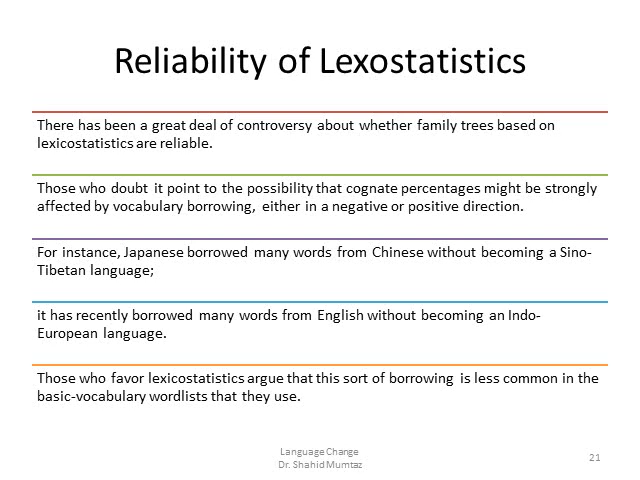 Reliability of Lexostatistics
There has been a great deal of controversy about whether family trees based on
lexicostatistics are reliable.
Those who doubt it point to the possibility that cognate percentages might be strongly
affected by vocabulary borrowing, either in a negative or positive direction.
For instance, Japanese borrowed many words from Chinese without becoming a Sino-
Tibetan language;
it has recently borrowed many words from English without becoming an Indo-
European language.
Those who favor lexicostatistics argue that this sort of borrowing is less common in the
basic-vocabulary wordlists that they use.
Language Change
Dr. Shahid Mumtaz
21